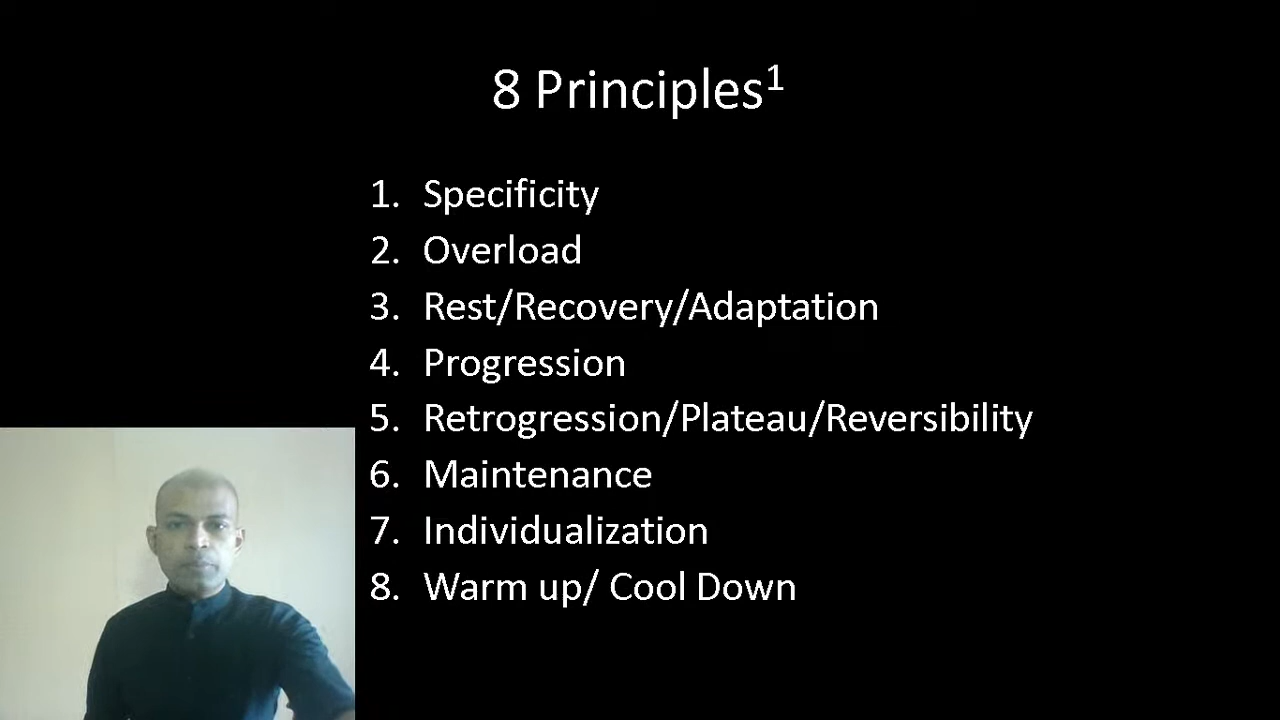 8 Principles¹
1. Specificity
2. Overload
3. Rest/Recovery/Adaptation
4. Progression
5. Retrogression/Plateau/Reversibility
6. Maintenance
7. Individualization
8. Warm up/ Cool Down